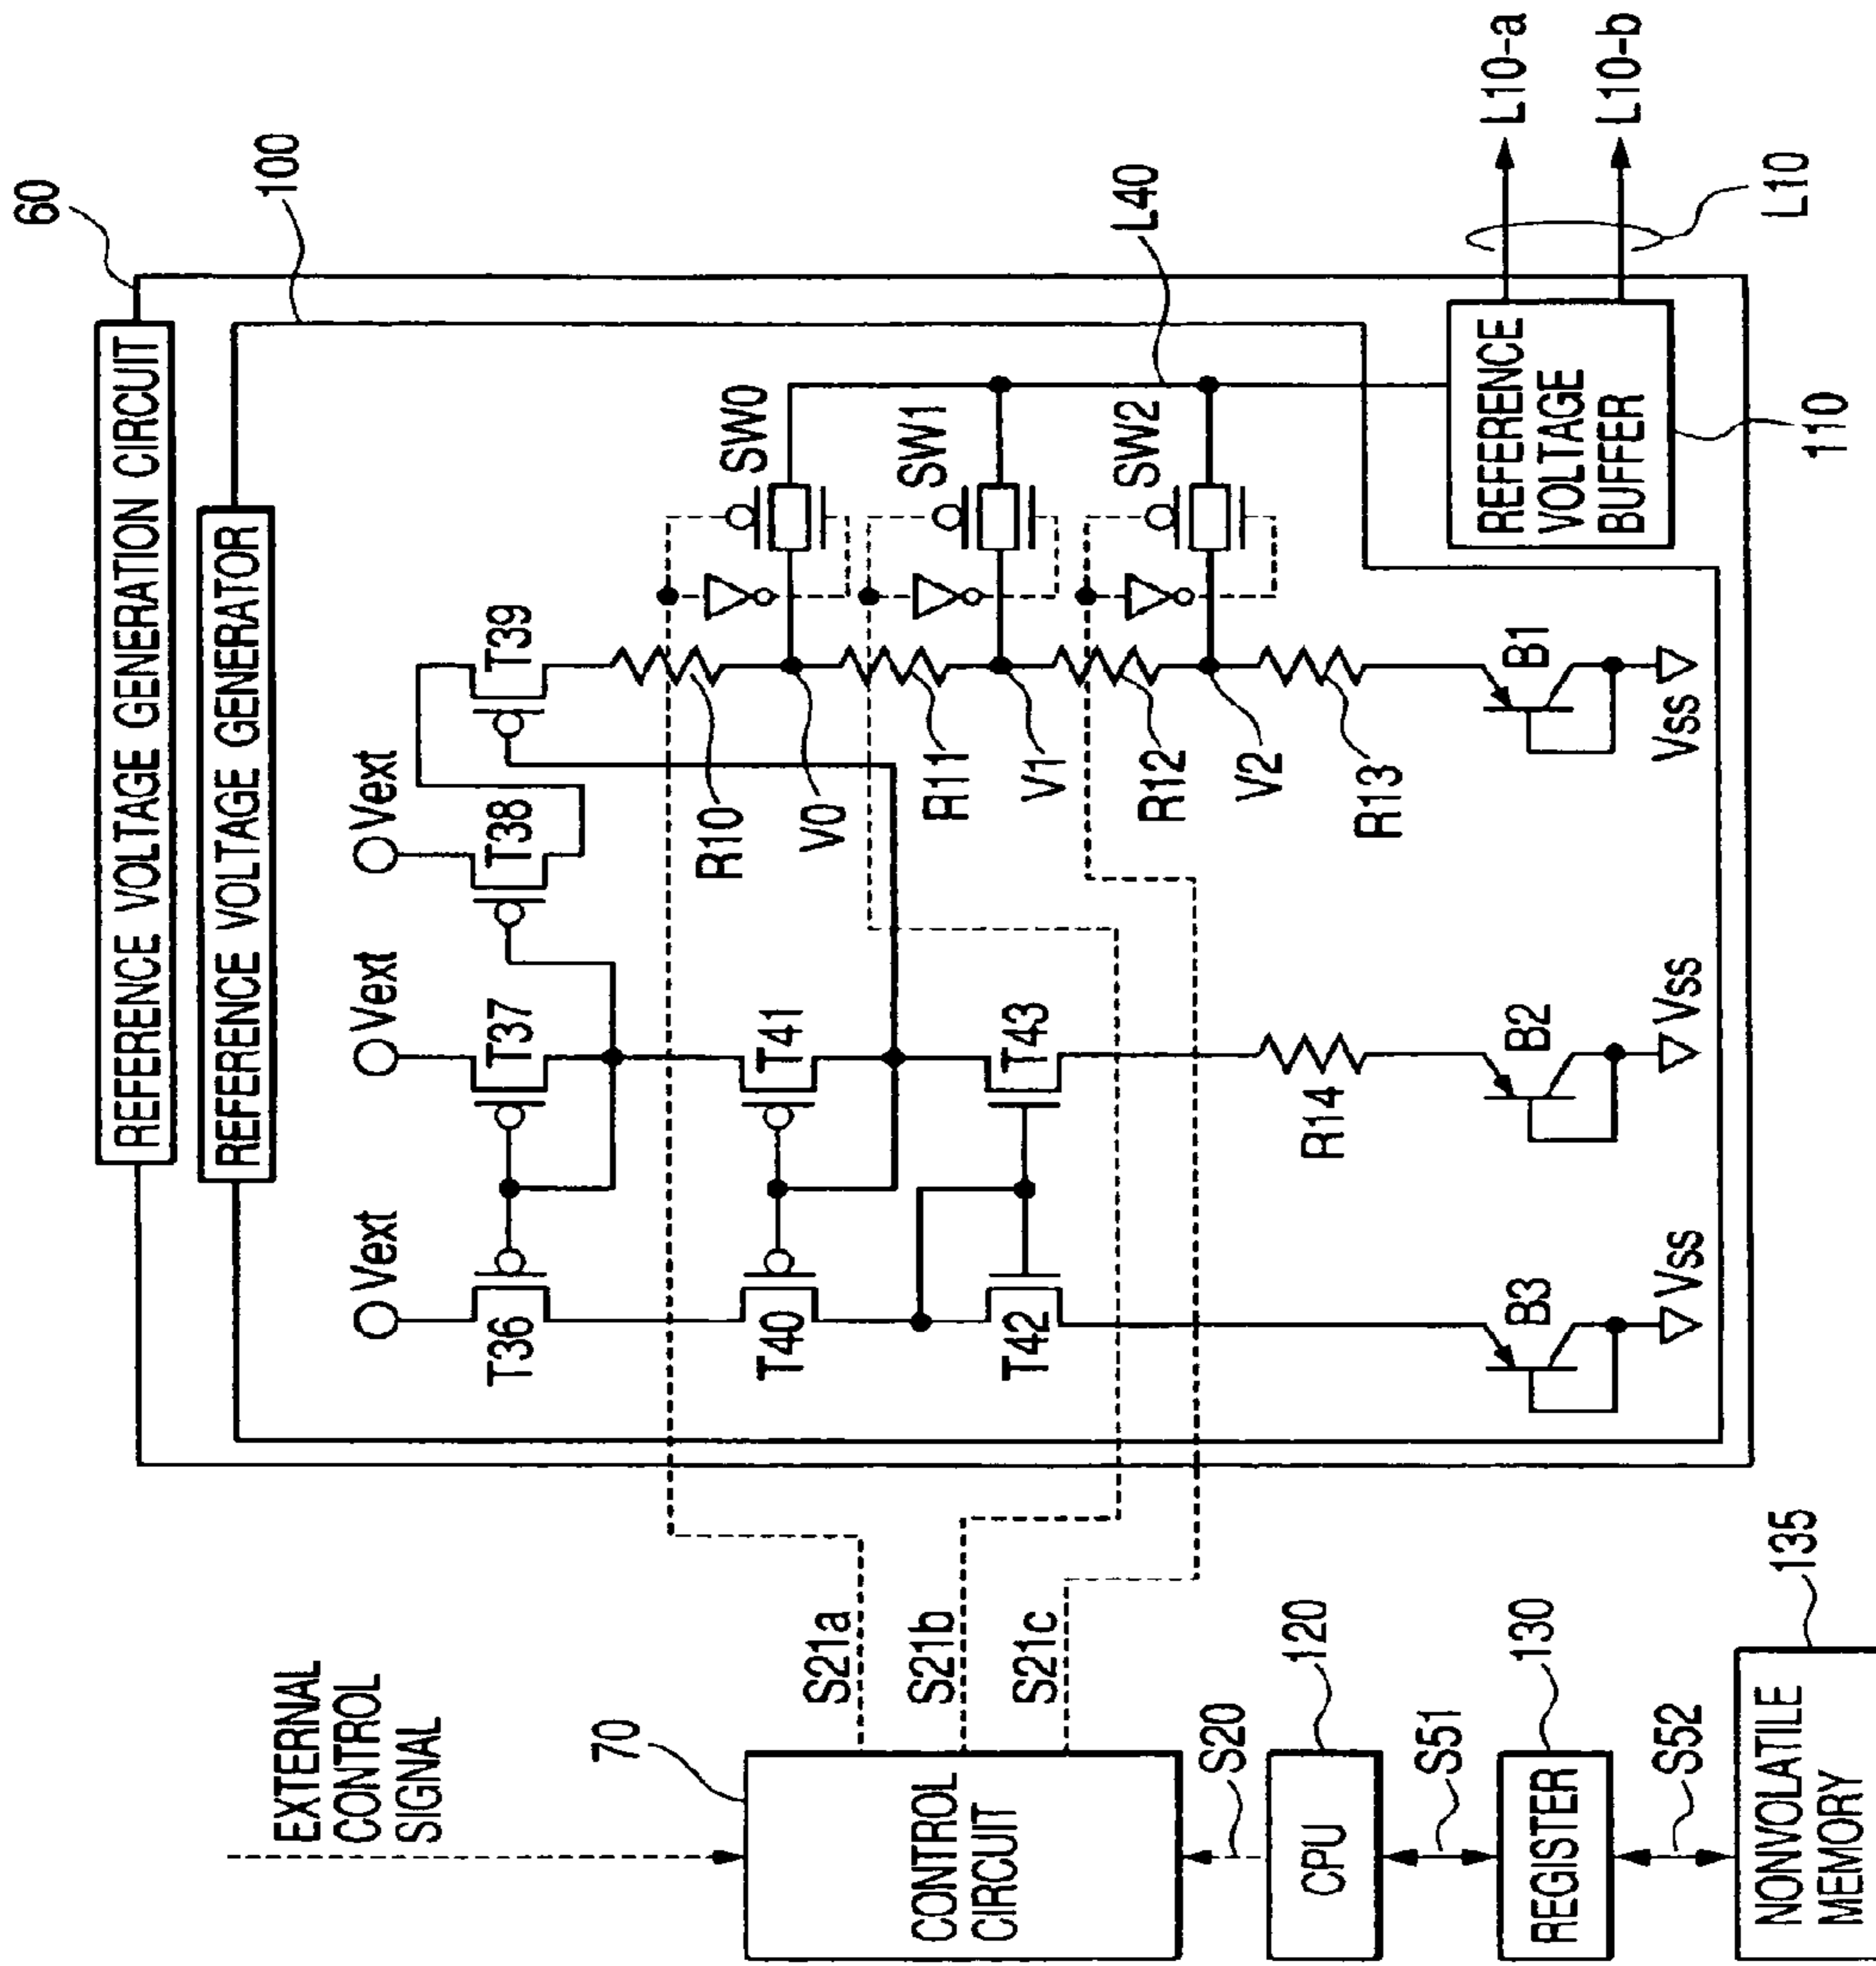 60
REFERENCE VOLTAGE GENERATION CIRCUIT
100
REFERENCE VOLTAGE GENERATOR
EXTERNAL
CONTROL
SIGNAL
Vext
Vext
Vext
T36
T37
T38
T39
T40
T41
T42
T43
R10
V0
R11
V1
R12
V2
R13
R14
SW0
SW1
SW2
L40
B3
B2
B1
Vss
Vss
Vss
REFERENCE
VOLTAGE
BUFFER
110
L10-a
L10-b
L10
70
CONTROL
CIRCUIT
S21a
S21b
S21c
S20
120
CPU
S51
130
REGISTER
S52
135
NONVOLATILE
MEMORY